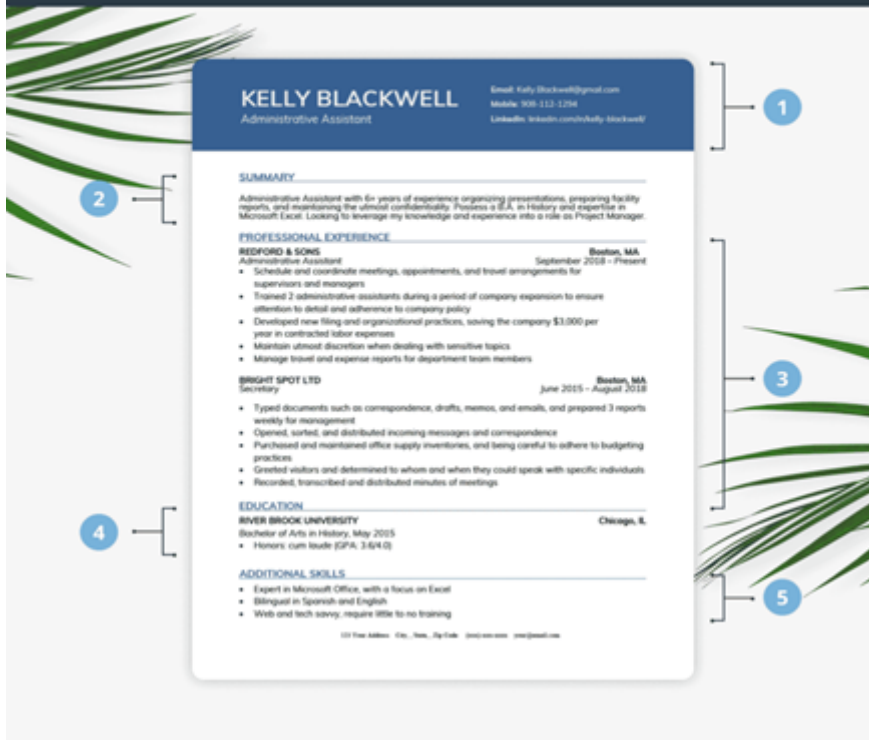 KELLY BLACKWELL
Administrative Assistant
Email: Kelly.Blackwell@gmail.com
Mobile: 908-112-1294
LinkedIn: linkedin.com/in/kelly-blackwell/
1
2
SUMMARY
Administrative Assistant with 6+ years of experience organizing presentations, preparing facility
reports, and maintaining the utmost confidentiality. Possess a B.A. in History and expertise in
Microsoft Excel. Looking to leverage my knowledge and experience into a role as Project Manager.
3
PROFESSIONAL EXPERIENCE
REDFORD & SONS Boston, MA
Administrative Assistant September 2018 – Present
• Schedule and coordinate meetings, appointments, and travel arrangements for
supervisors and managers
• Trained 2 administrative assistants during a period of company expansion to ensure
attention to detail and adherence to company policy
• Developed new filing and organizational practices, saving the company $3,000 per
year in contracted labor expenses
• Maintain utmost discretion when dealing with sensitive topics
• Manage travel and expense reports for department team members
BRIGHT SPOT LTD Boston, MA
Secretary June 2015 – August 2018
• Typed documents such as correspondence, drafts, memos, and emails, and prepared 3 reports
weekly for management
• Opened, sorted, and distributed incoming messages and correspondence
• Purchased and maintained office supply inventories, and being careful to adhere to budgeting
practices
• Greeted visitors and determined to whom and when they could speak with specific individuals
• Recorded, transcribed and distributed minutes of meetings
4
EDUCATION
RIVER BROOK UNIVERSITY Chicago, IL
Bachelor of Arts in History, May 2015
• Honors: cum laude (GPA: 3.6/4.0)
5
ADDITIONAL SKILLS
• Expert in Microsoft Office, with a focus on Excel
• Bilingual in Spanish and English
• Web and tech savvy, require little to no training
123 Your Address City, , State, , Zip Code (xxx) xxx-xxxx your@email.com